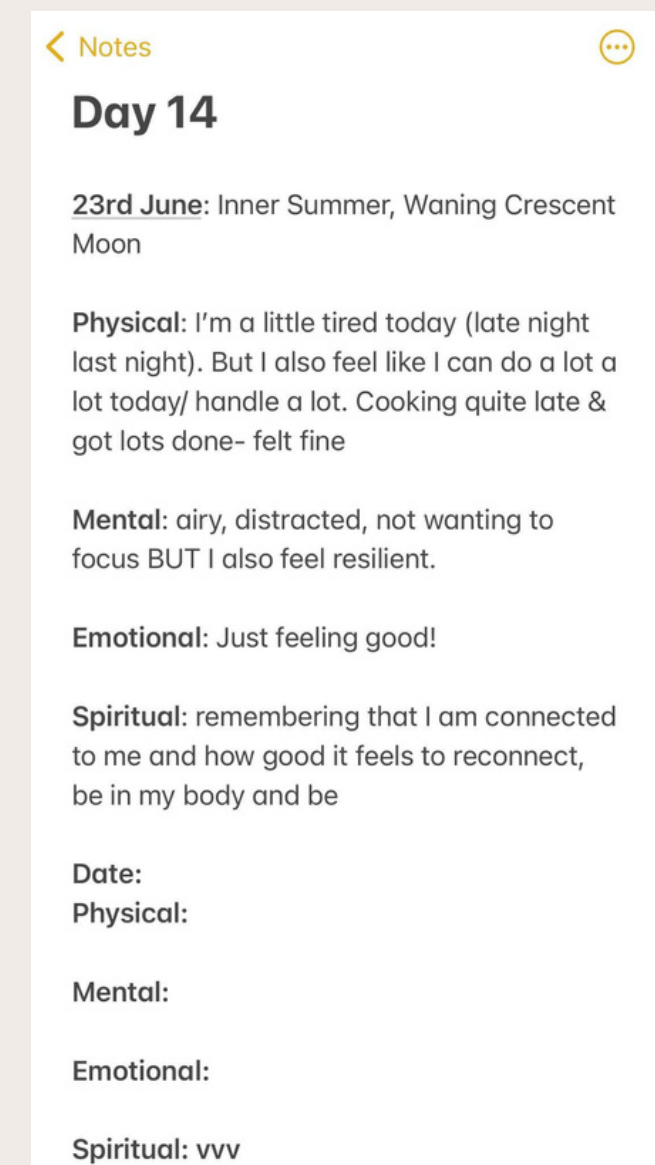 Notes
Day 14
23rd June: Inner Summer, Waning Crescent
Moon
Physical: I'm a little tired today (late night
last night). But I also feel like I can do a lot a
lot today/ handle a lot. Cooking quite late &
got lots done- felt fine
Mental: airy, distracted, not wanting to
focus BUT I also feel resilient.
Emotional: Just feeling good!
Spiritual: remembering that I am connected
to me and how good it feels to reconnect,
be in my body and be
Date:
Physical:
Mental:
Emotional:
Spiritual: vvv